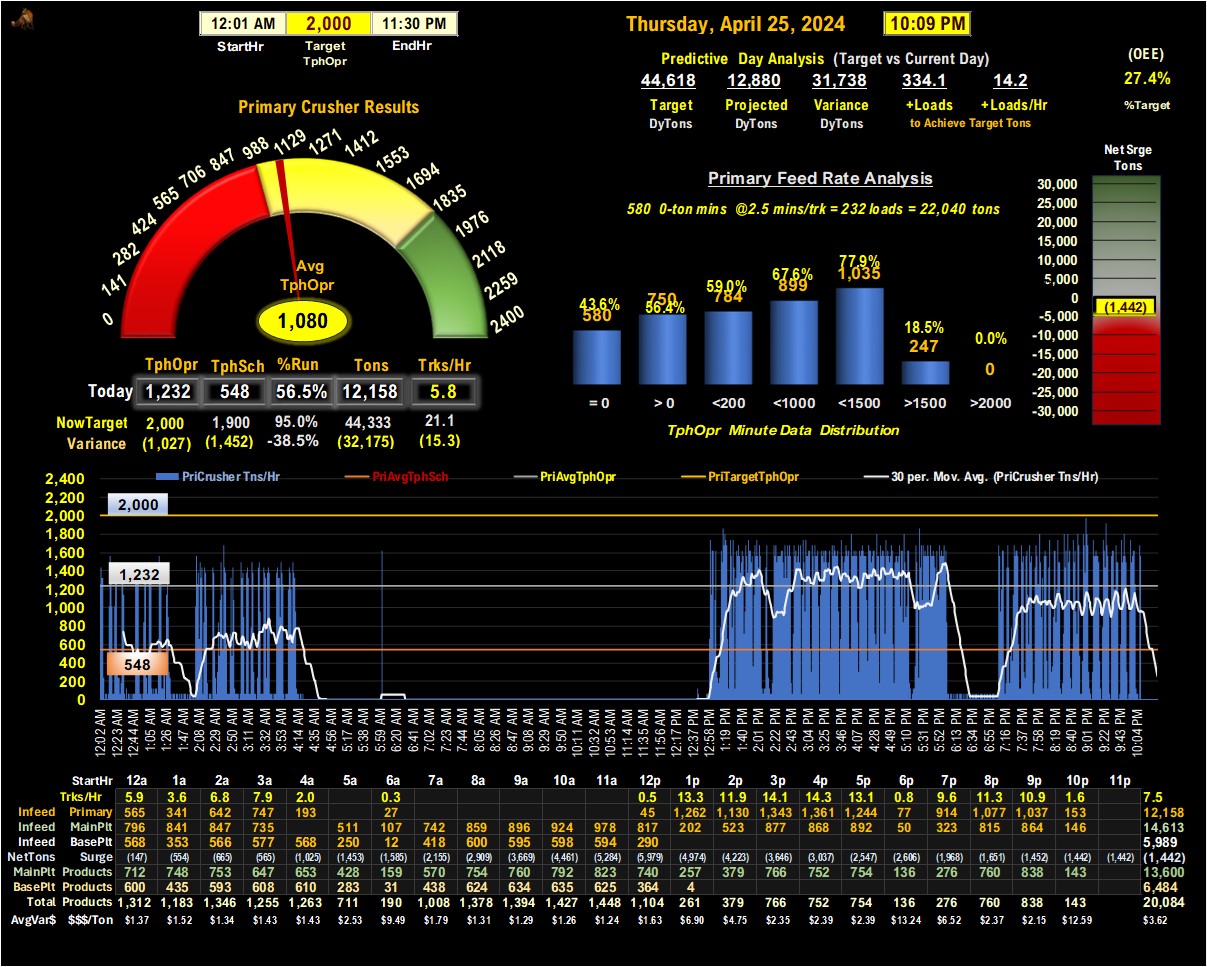 12:01 AM 2,000 11:30 PM
StartHr Target TphOpr EndHr
Thursday, April 25, 2024 10:09 PM
Predictive Day Analysis (Target vs Current Day)
44,618 12,880 31,738 334.1 14.2
Target Projected Variance +Loads +Loads/Hr
DyTons DyTons DyTons to Achieve Target Tons
(OEE)
27.4%
%Target
Primary Crusher Results
0 141 282 424 565 706 847 988 1129 1271 1412 1553 1694 1835 1976 2118 2259 2400
Avg
TphOpr
1,080
TphOpr TphSch %Run Tons Trks/Hr
Today 1,232 548 56.5% 12,158 5.8
NowTarget 2,000 1,900 95.0% 44,333 21.1
Variance (1,027) (1,452) -38.5% (32,175) (15.3)
Primary Feed Rate Analysis
580 0-ton mins @2.5 mins/trk = 232 loads = 22,040 tons
43.6% 56.4% 59.0% 67.6% 77.9% 18.5% 0.0%
580 750 784 899 1,035 247 0
= 0 > 0 <200 <1000 <1500 >1500 >2000
TphOpr Minute Data Distribution
Net Srge
Tons
30,000
25,000
20,000
15,000
10,000
5,000
0
(1,442)
-5,000
-10,000
-15,000
-20,000
-25,000
-30,000
PriCrusher Tns/Hr PriAvgTphSch PriAvgTphOpr PriTargetTphOpr 30 per. Mov. Avg. (PriCrusher Tns/Hr)
2,400
2,200
2,000
1,800
1,600
1,400
1,200
1,000
800
600
400
200
0
2,000
1,232
548
12:02 AM 12:23 AM 12:44 AM 1:05 AM 1:26 AM 1:47 AM 2:08 AM 2:29 AM 2:50 AM 3:11 AM 3:32 AM 3:53 AM 4:14 AM 4:35 AM 4:56 AM 5:17 AM 5:38 AM 5:59 AM 6:20 AM 6:41 AM 7:02 AM 7:23 AM 7:44 AM 8:05 AM 8:26 AM 8:47 AM 9:08 AM 9:29 AM 9:50 AM 10:11 AM 10:32 AM 10:53 AM 11:14 AM 11:35 AM 11:56 AM 12:17 PM 12:37 PM 12:58 PM 1:19 PM 1:40 PM 2:01 PM 2:22 PM 2:43 PM 3:04 PM 3:25 PM 3:46 PM 4:07 PM 4:28 PM 4:49 PM 5:10 PM 5:31 PM 5:52 PM 6:13 PM 6:34 PM 6:55 PM 7:16 PM 7:37 PM 7:58 PM 8:19 PM 8:40 PM 9:01 PM 9:22 PM 9:43 PM 10:04 PM
StartHr 12a 1a 2a 3a 4a 5a 6a 7a 8a 9a 10a 11a 12p 1p 2p 3p 4p 5p 6p 7p 8p 9p 10p 11p
Trks/Hr 5.9 3.6 6.8 7.9 2.0 0.3 0.5 13.3 11.9 14.1 14.3 13.1 0.8 9.6 11.3 10.9 1.6 7.5
Infeed Primary 565 341 642 747 193 27 45 1,262 1,130 1,343 1,361 1,244 77 914 1,077 1,037 153 12,158
Infeed MainPlt 796 841 847 735 511 107 742 859 896 924 978 817 202 523 877 868 892 50 323 815 864 146 14,613
Infeed BasePlt 568 353 566 577 568 250 12 418 600 595 598 594 290 5,989
NetTons Surge (147) (554) (665) (565) (1,025) (1,453) (1,585) (2,155) (2,909) (3,669) (4,461) (5,284) (5,979) (4,974) (4,223) (3,646) (3,037) (2,547) (2,606) (1,968) (1,651) (1,452) (1,442) (1,442) (1,442)
MainPlt Products 712 748 753 647 653 428 159 570 754 760 792 823 740 257 379 766 752 754 136 276 760 838 143 13,600
BasePlt Products 600 435 593 608 610 283 31 438 624 634 635 625 364 4 6,484
Total Products 1,312 1,183 1,346 1,255 1,263 711 190 1,008 1,378 1,394 1,427 1,448 1,104 261 379 766 752 754 136 276 760 838 143 20,084
AvgVar$ $$$/Ton $1.37 $1.52 $1.34 $1.43 $1.43 $2.53 $9.49 $1.79 $1.31 $1.29 $1.26 $1.24 $1.63 $6.90 $4.75 $2.35 $2.39 $2.39 $13.24 $6.52 $2.37 $2.15 $12.59 $3.62